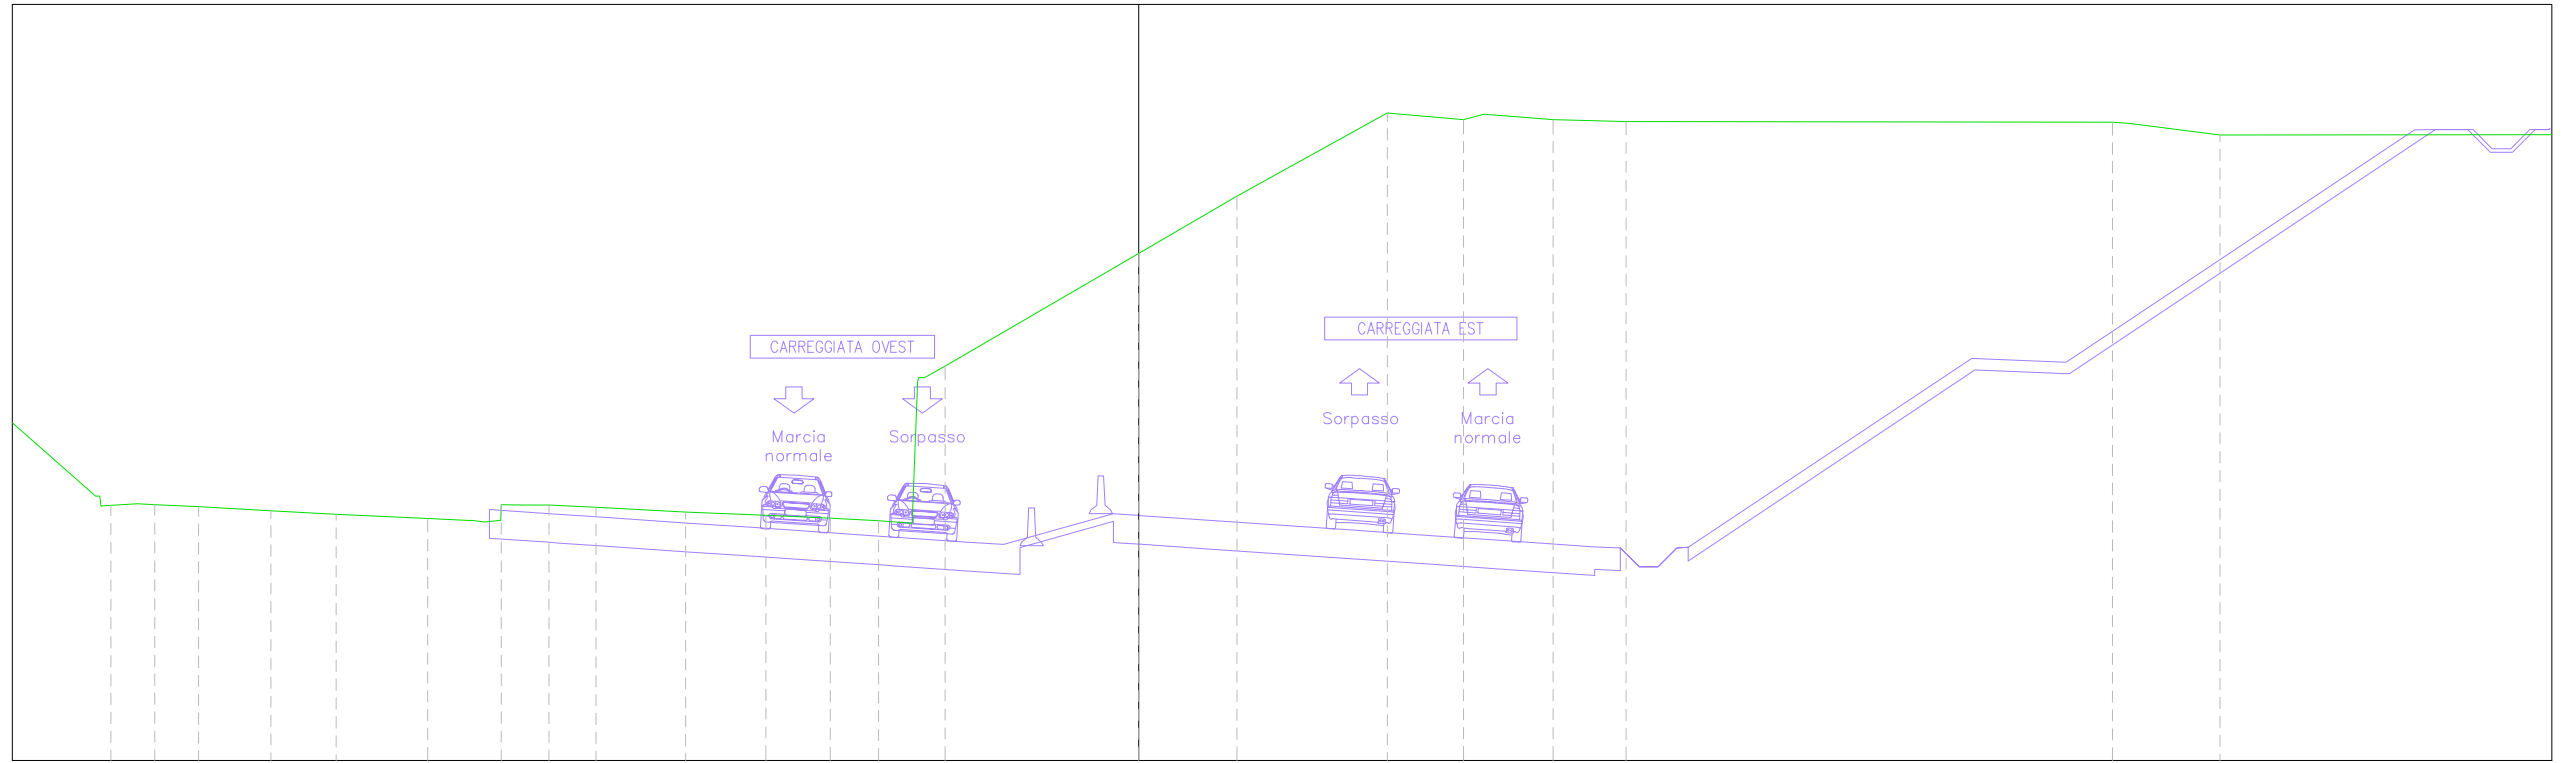 CARREGGIATA OVEST
Marcia
normale
Sorpasso
CARREGGIATA EST
Sorpasso
Marcia
normale